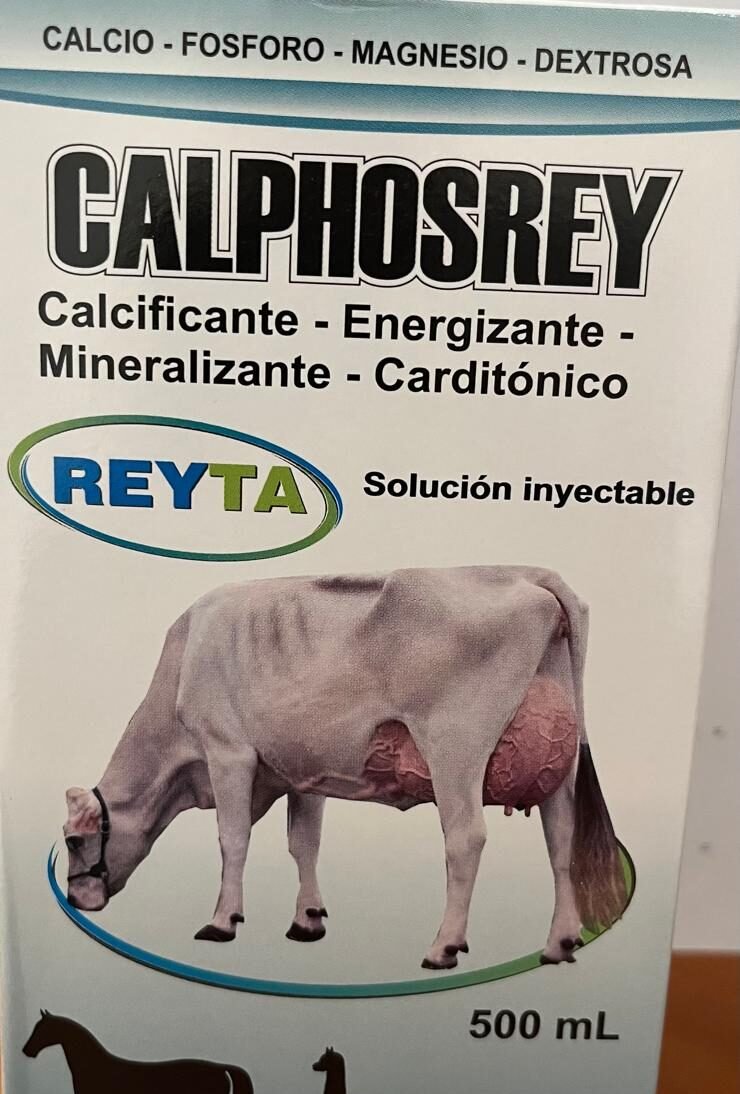 CALCIO - FOSFORO - MAGNESIO - DEXTROSA
CALPHOSREY
Calcificante - Energizante -
Mineralizante - Carditónico
REYTA
Solución inyectable
500 mL